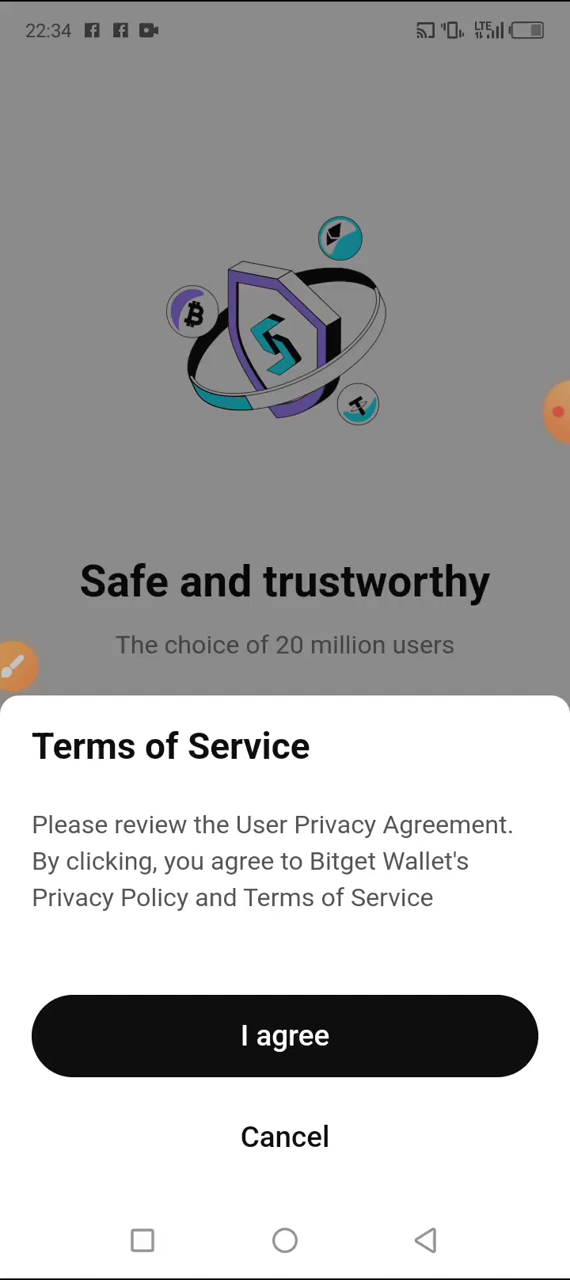 22:34
LTE
Safe and trustworthy
The choice of 20 million users
Terms of Service
Please review the User Privacy Agreement.
By clicking, you agree to Bitget Wallet's
Privacy Policy and Terms of Service
I agree
Cancel